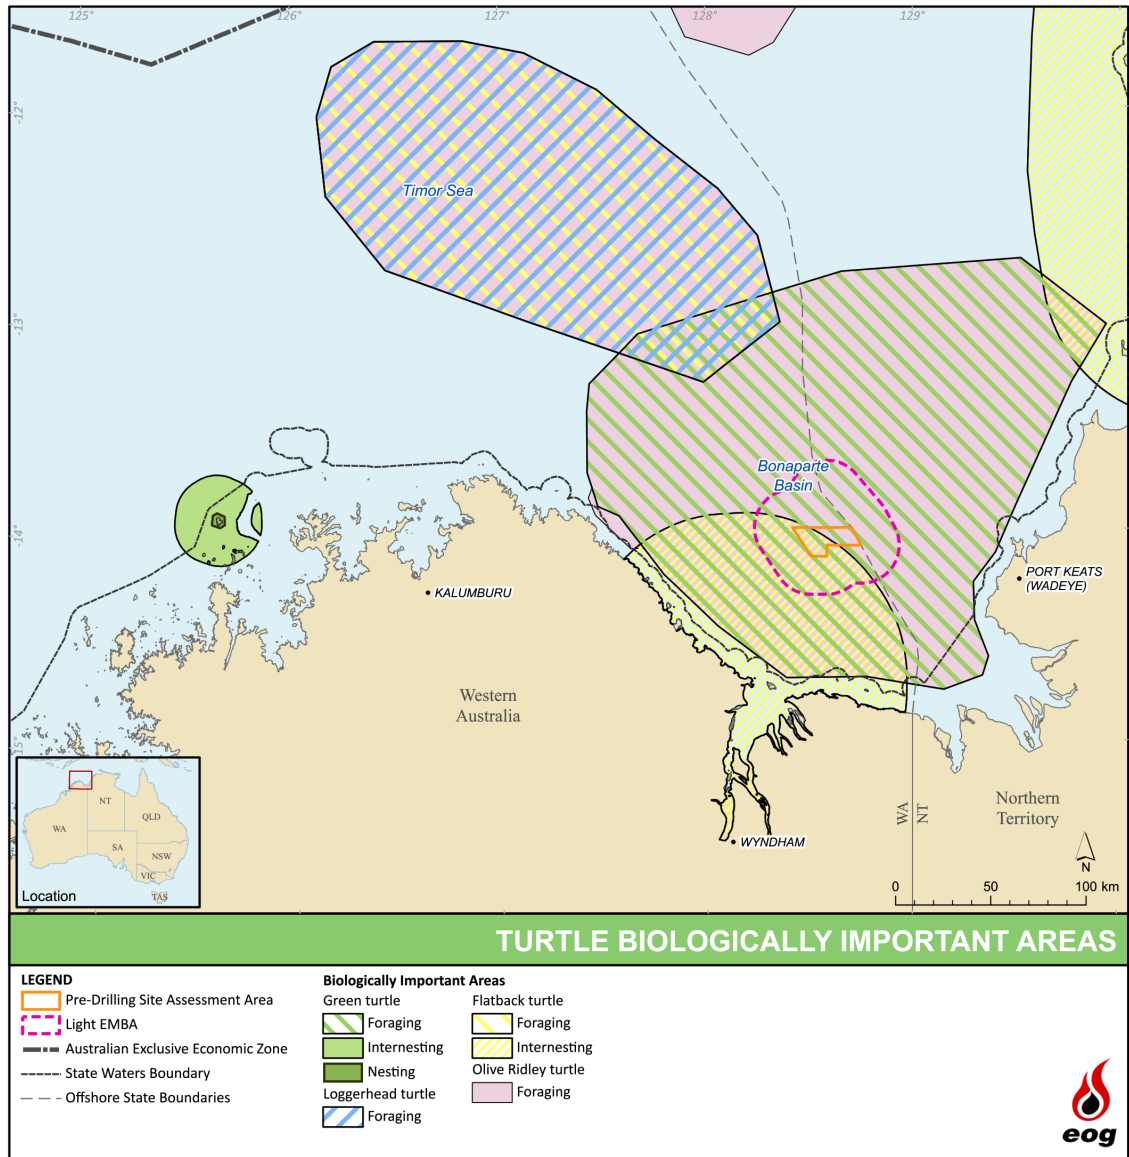 125°
126°
127°
128°
129°
-12°
-13°
-14°
-15°
Timor Sea
Bonaparte
Basin
KALUMBURU
PORT KEATS
(WADEYE)
Western
Australia
WYNDHAM
WA
NT
Northern
Territory
N
0 50 100 km
WA
NT
QLD
SA
NSW
VIC
TAS
Location
TURTLE BIOLOGICALLY IMPORTANT AREAS
LEGEND
Pre-Drilling Site Assessment Area
Light EMBA
Australian Exclusive Economic Zone
State Waters Boundary
Offshore State Boundaries
Biologically Important Areas
Green turtle
Foraging
Internesting
Nesting
Loggerhead turtle
Foraging
Flatback turtle
Foraging
Internesting
Olive Ridley turtle
Foraging
eog